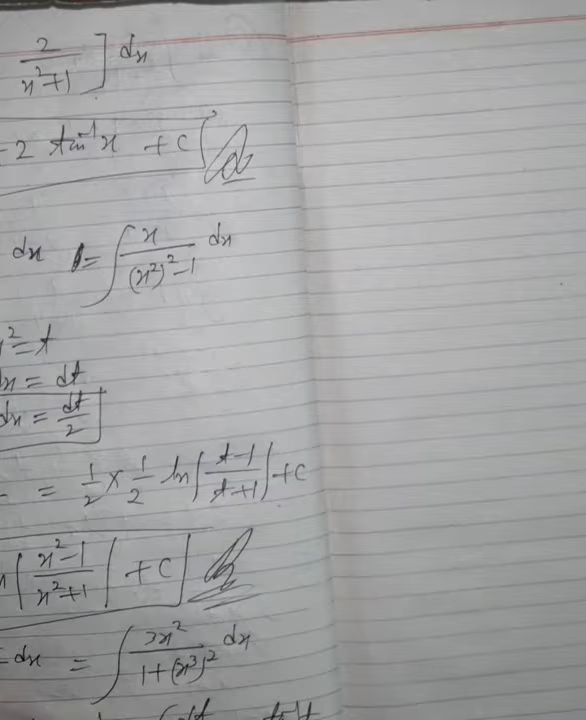 2/(x²+1) ] dx
- 2 tan⁻¹x + C
dx = ∫ x/((x²)²-1) dx
x² = t
dx = dt
dx = dt/2
= 1/2 × 1/2 ln| (t-1)/(t+1) | + C
| (x²-1)/(x²+1) | + C
dx = ∫ 3x²/(1+(x³)²) dx